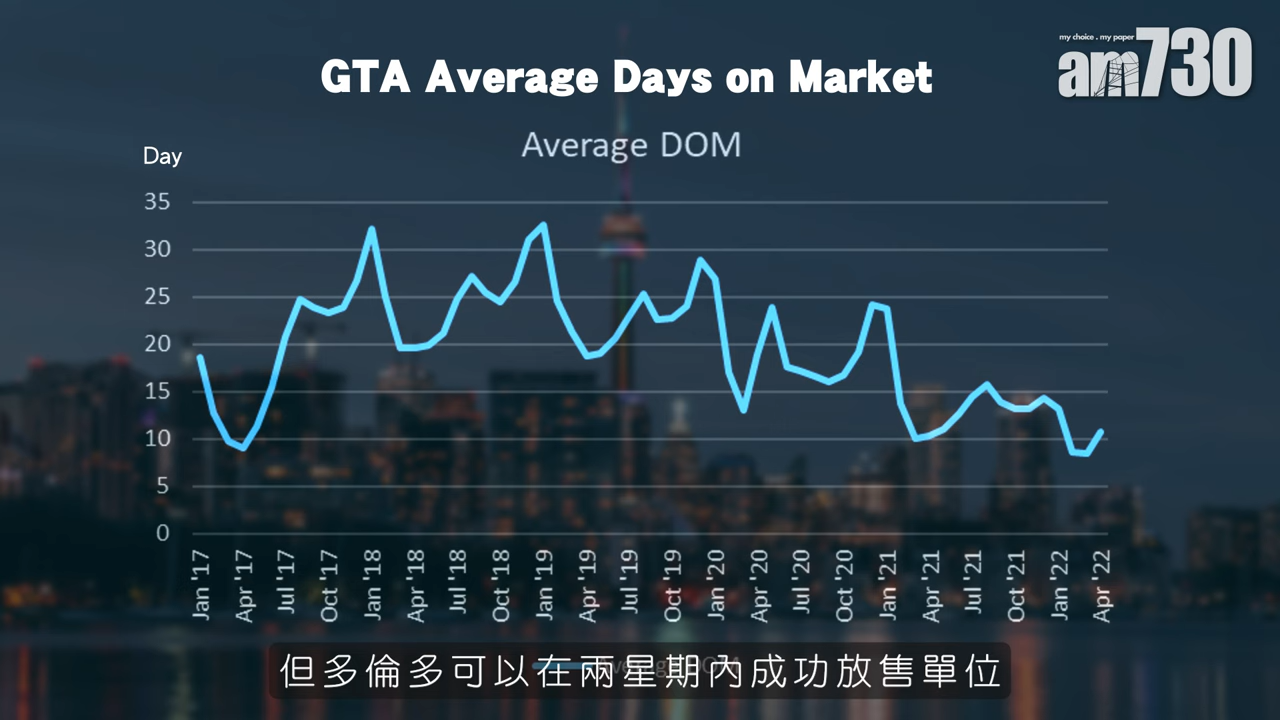 my choice . my paper
am730
GTA Average Days on Market
Average DOM
Day
35
30
25
20
15
10
5
0
Jan '17
Apr '17
Jul '17
Oct '17
Jan '18
Apr '18
Jul '18
Oct '18
Jan '19
Apr '19
Jul '19
Oct '19
Jan '20
Apr '20
Jul '20
Oct '20
Jan '21
Apr '21
Jul '21
Oct '21
Jan '22
Apr '22
但多倫多可以在兩星期內成功放售單位